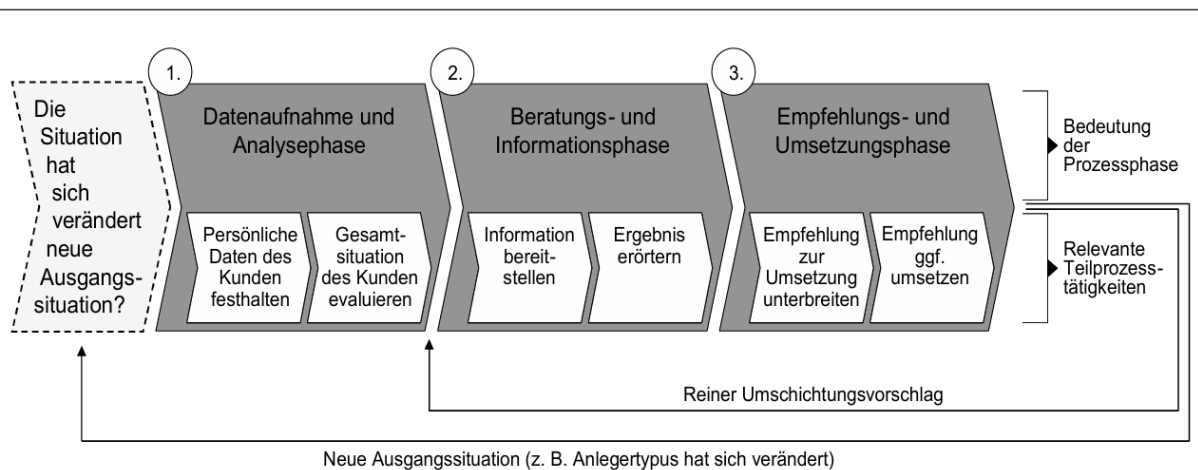 Die
Situation
hat
sich
verändert
neue
Ausgangs-
situation?
1.
Datenaufnahme und
Analysephase
Persönliche
Daten des
Kunden
festhalten
Gesamt-
situation
des Kunden
evaluieren
2.
Beratungs- und
Informationsphase
Information
bereit-
stellen
Ergebnis
erörtern
3.
Empfehlungs- und
Umsetzungsphase
Empfehlung
zur
Umsetzung
unterbreiten
Empfehlung
ggf.
umsetzen
Bedeutung
der
Prozessphase
Relevante
Teilprozess-
tätigkeiten
Reiner Umschichtungsvorschlag
Neue Ausgangssituation (z. B. Anlegertypus hat sich verändert)